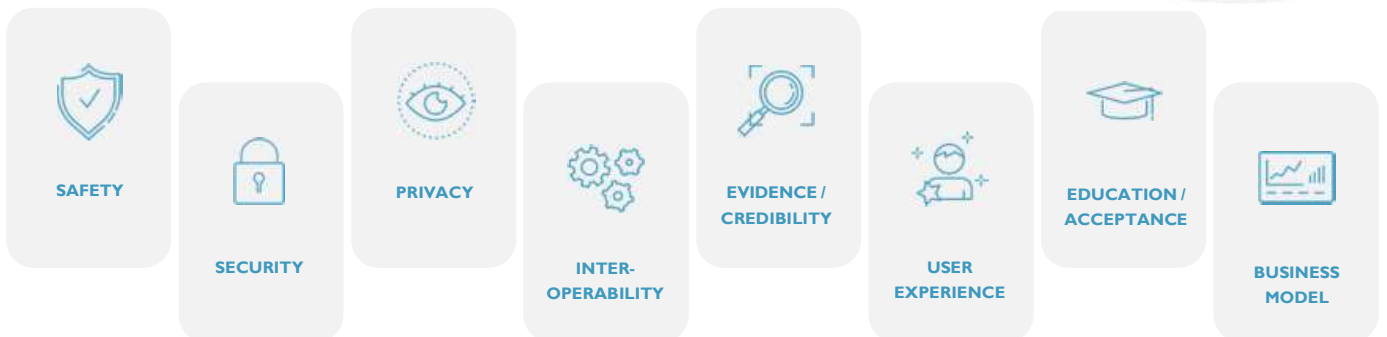 SAFETY
SECURITY
PRIVACY
INTER-
OPERABILITY
EVIDENCE /
CREDIBILITY
USER
EXPERIENCE
EDUCATION /
ACCEPTANCE
BUSINESS
MODEL